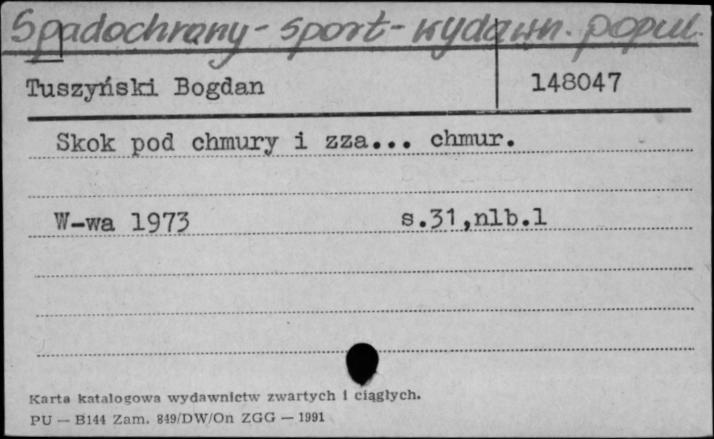 Spadochrony - sport - wydawn. popul.
Tuszyński Bogdan 148047
Skok pod chmury i zza... chmur.
W-wa 1973 s.31,nlb.1
Karta katalogowa wydawnictw zwartych i ciągłych.
PU — B144 Zam. 849/DW/On ZGG — 1991